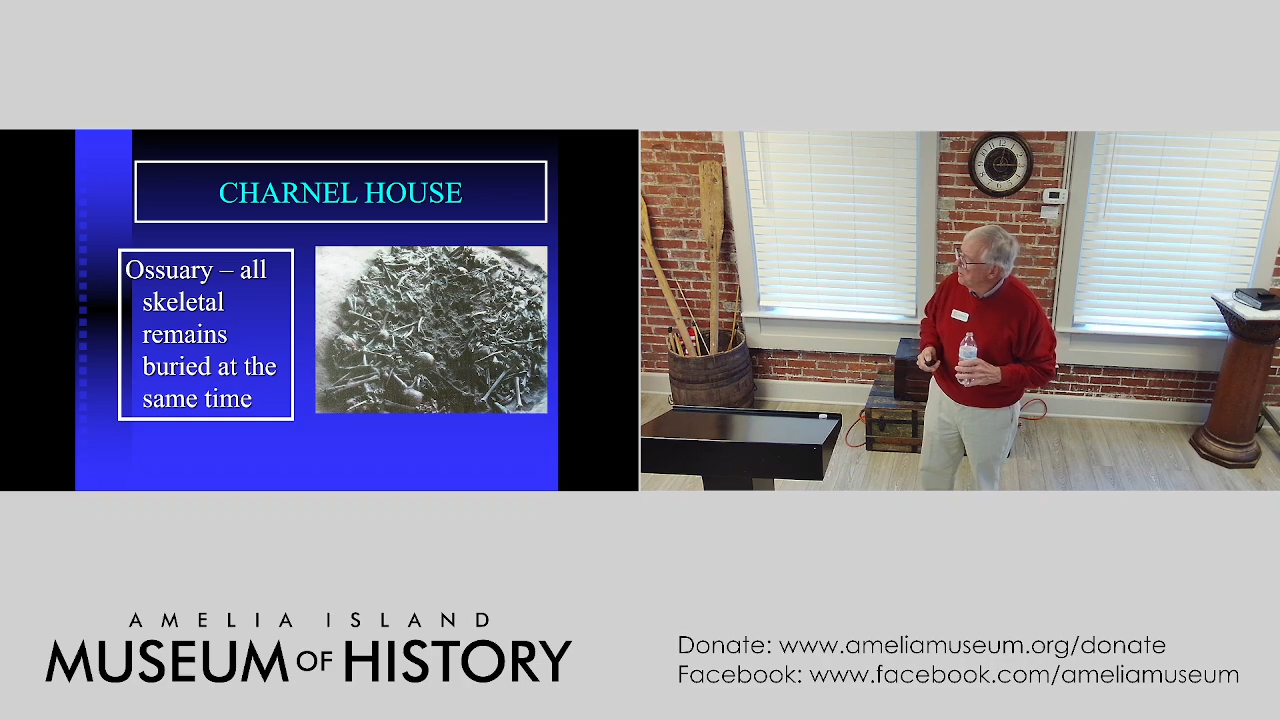 CHARNEL HOUSE
Ossuary – all
skeletal
remains
buried at the
same time
AMELIA ISLAND
MUSEUM OF HISTORY
Donate: www.ameliamuseum.org/donate
Facebook: www.facebook.com/ameliamuseum